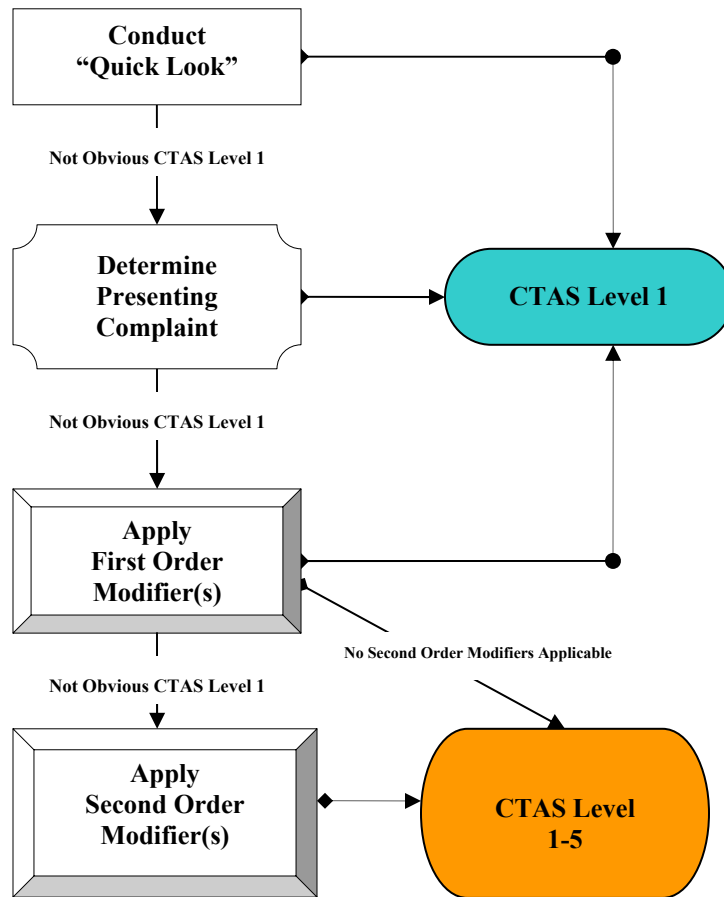 Conduct
“Quick Look”
Not Obvious CTAS Level 1
Determine
Presenting
Complaint
CTAS Level 1
Not Obvious CTAS Level 1
Apply
First Order
Modifier(s)
No Second Order Modifiers Applicable
Not Obvious CTAS Level 1
Apply
Second Order
Modifier(s)
CTAS Level
1-5